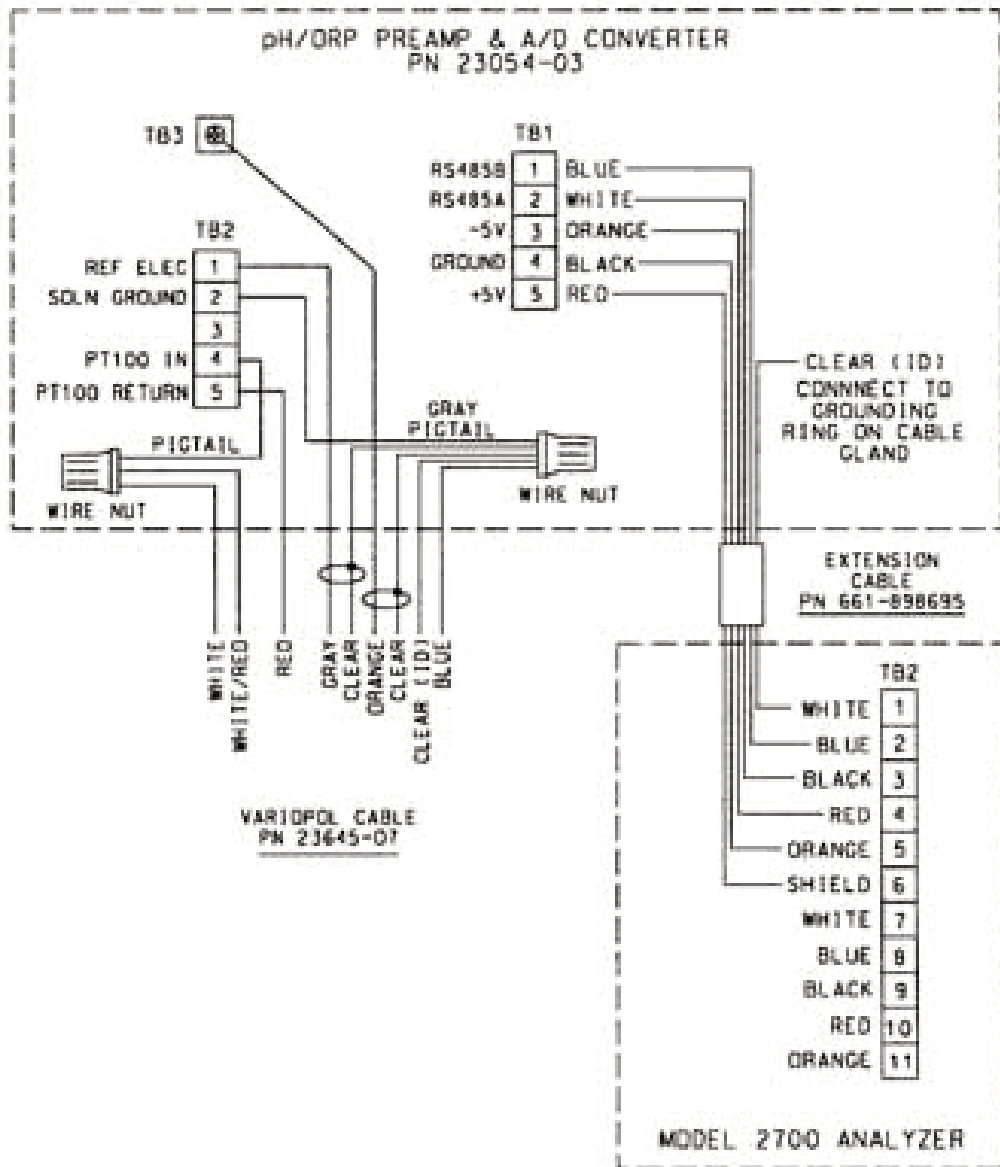 pH/ORP PREAMP & A/D CONVERTER
PN 23054-03
TB3
TB1
RS485B 1 BLUE
RS485A 2 WHITE
-5V 3 ORANGE
GROUND 4 BLACK
+5V 5 RED
TB2
REF ELEC 1
SOLN GROUND 2
3
PT100 IN 4
PT100 RETURN 5
PIGTAIL
WIRE NUT
GRAY
PIGTAIL
WIRE NUT
CLEAR (ID)
CONNNECT TO
GROUNDING
RING ON CABLE
GLAND
EXTENSION
CABLE
PN 661-898695
WHITE
WHITE/RED
RED
GRAY
CLEAR
ORANGE
CLEAR
CLEAR (ID)
BLUE
VARIOPOL CABLE
PN 23645-07
TB2
WHITE 1
BLUE 2
BLACK 3
RED 4
ORANGE 5
SHIELD 6
WHITE 7
BLUE 8
BLACK 9
RED 10
ORANGE 11
MODEL 2700 ANALYZER